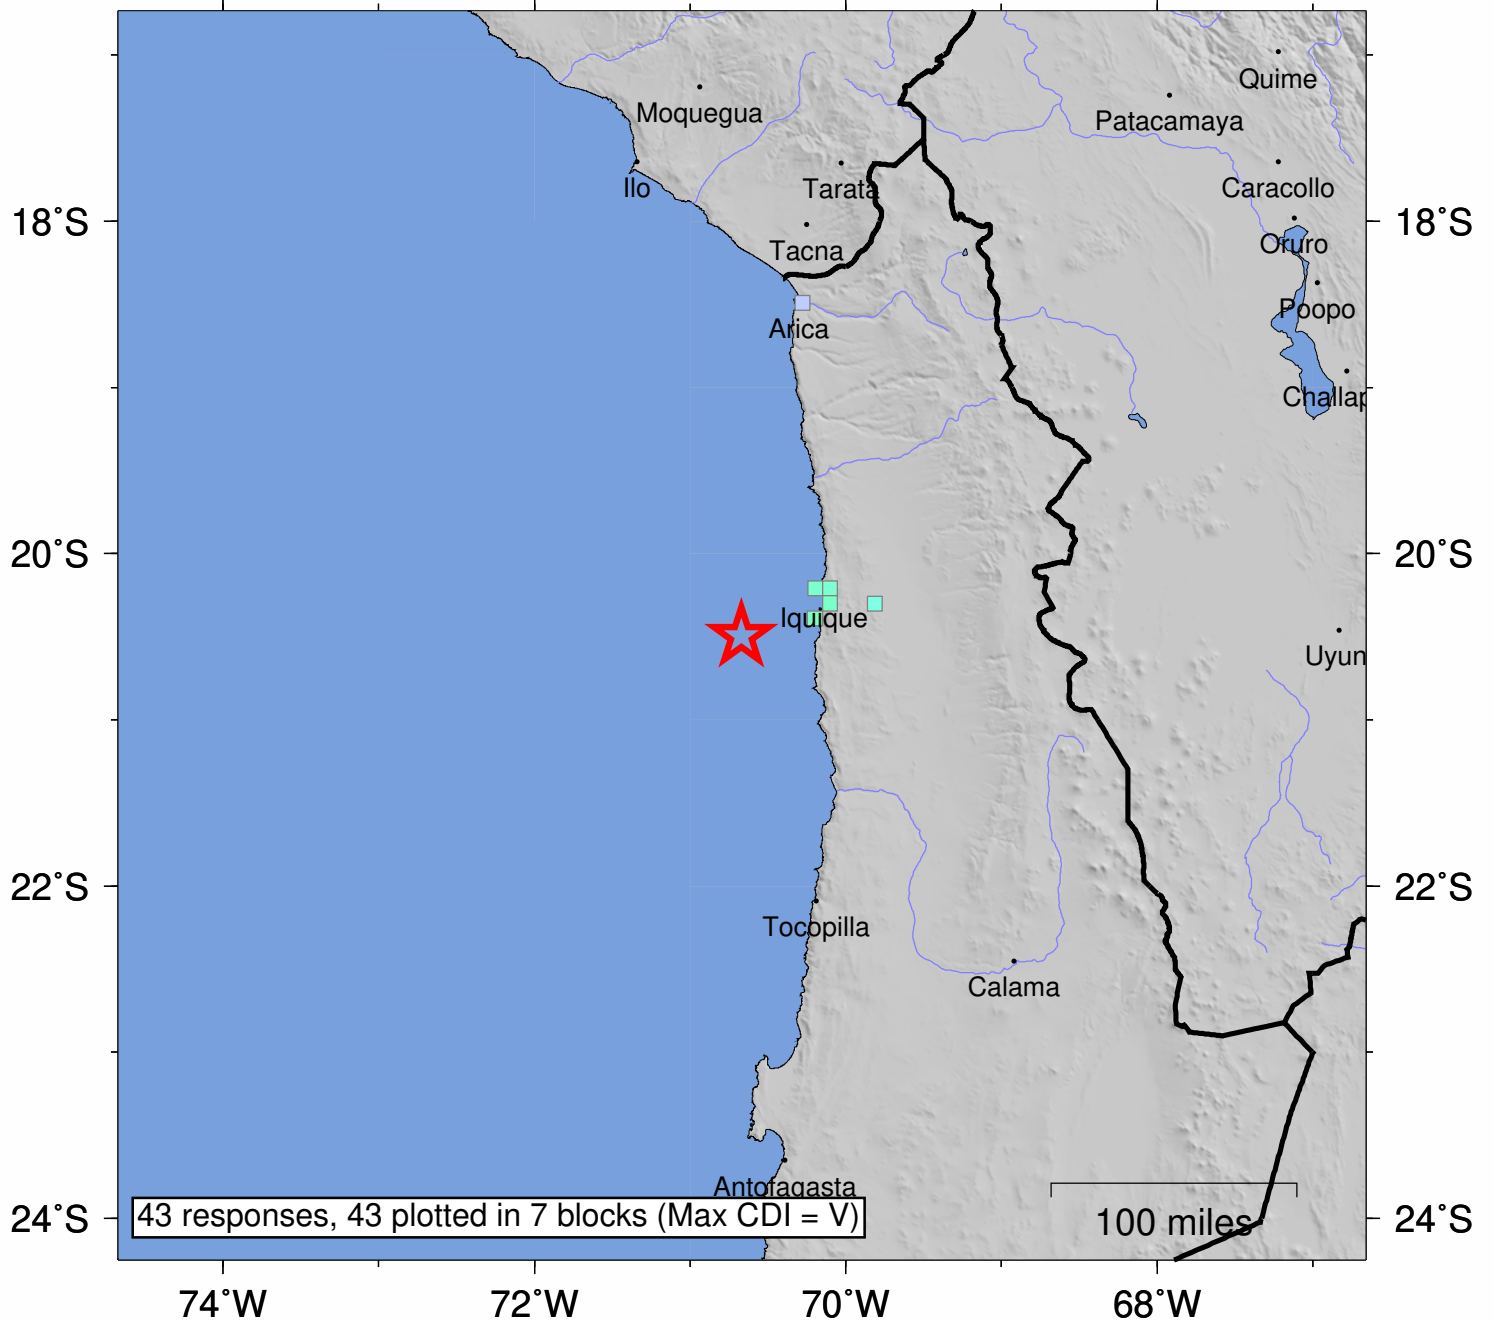 Quime
Moquegua
Patacamaya
Ilo
Tarata
Caracollo
18°S
18°S
Tacna
Oruro
Poopo
Arica
Challap
20°S
20°S
Iquique
Uyun
22°S
22°S
Tocopilla
Calama
Antofagasta
43 responses, 43 plotted in 7 blocks (Max CDI = V)
100 miles
24°S
24°S
74°W
72°W
70°W
68°W